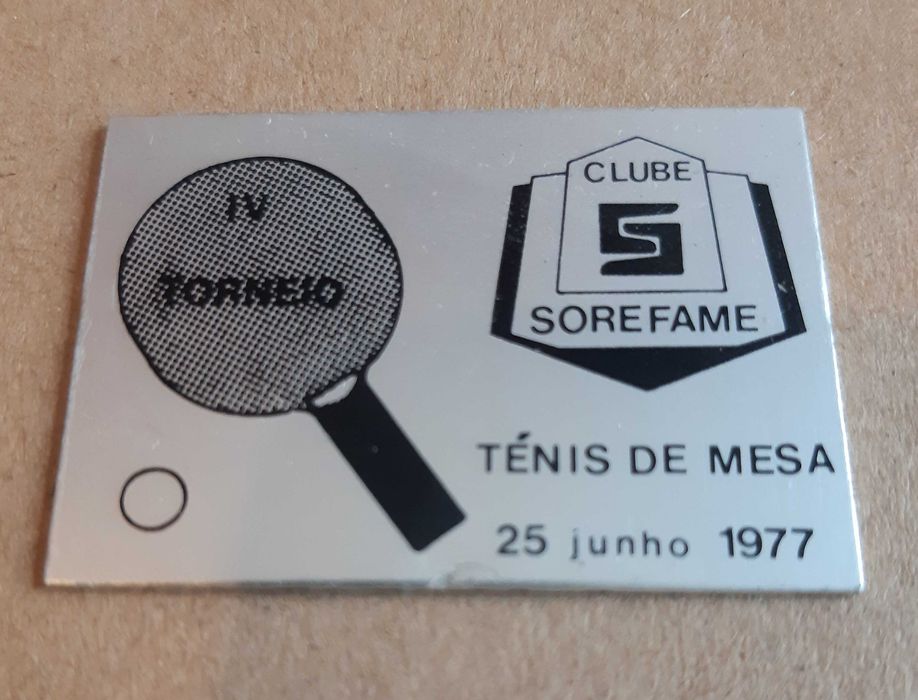 IV
TORNEIO
CLUBE
S
SOREFAME
TÉNIS DE MESA
25 junho 1977